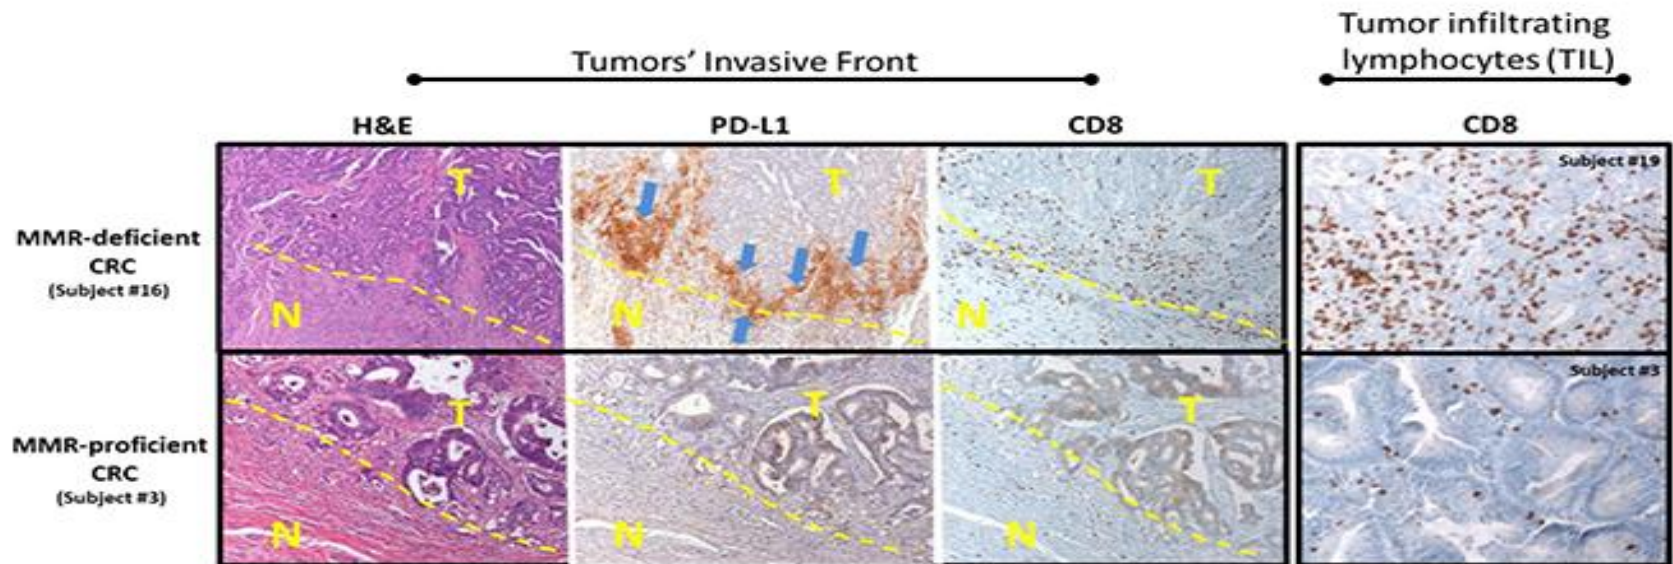 Tumors' Invasive Front
Tumor infiltrating
lymphocytes (TIL)
H&E
PD-L1
CD8
CD8
MMR-deficient
CRC
(Subject #16)
T
N
T
N
T
N
Subject #19
MMR-proficient
CRC
(Subject #3)
T
N
T
N
T
N
Subject #3